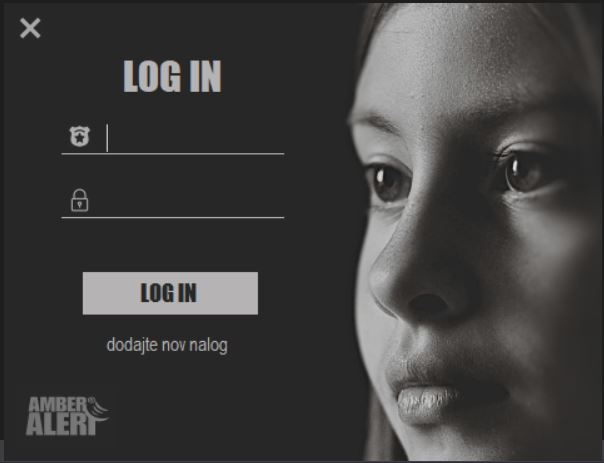 LOG IN
LOG IN
dodajte nov nalog
AMBER®
ALERT